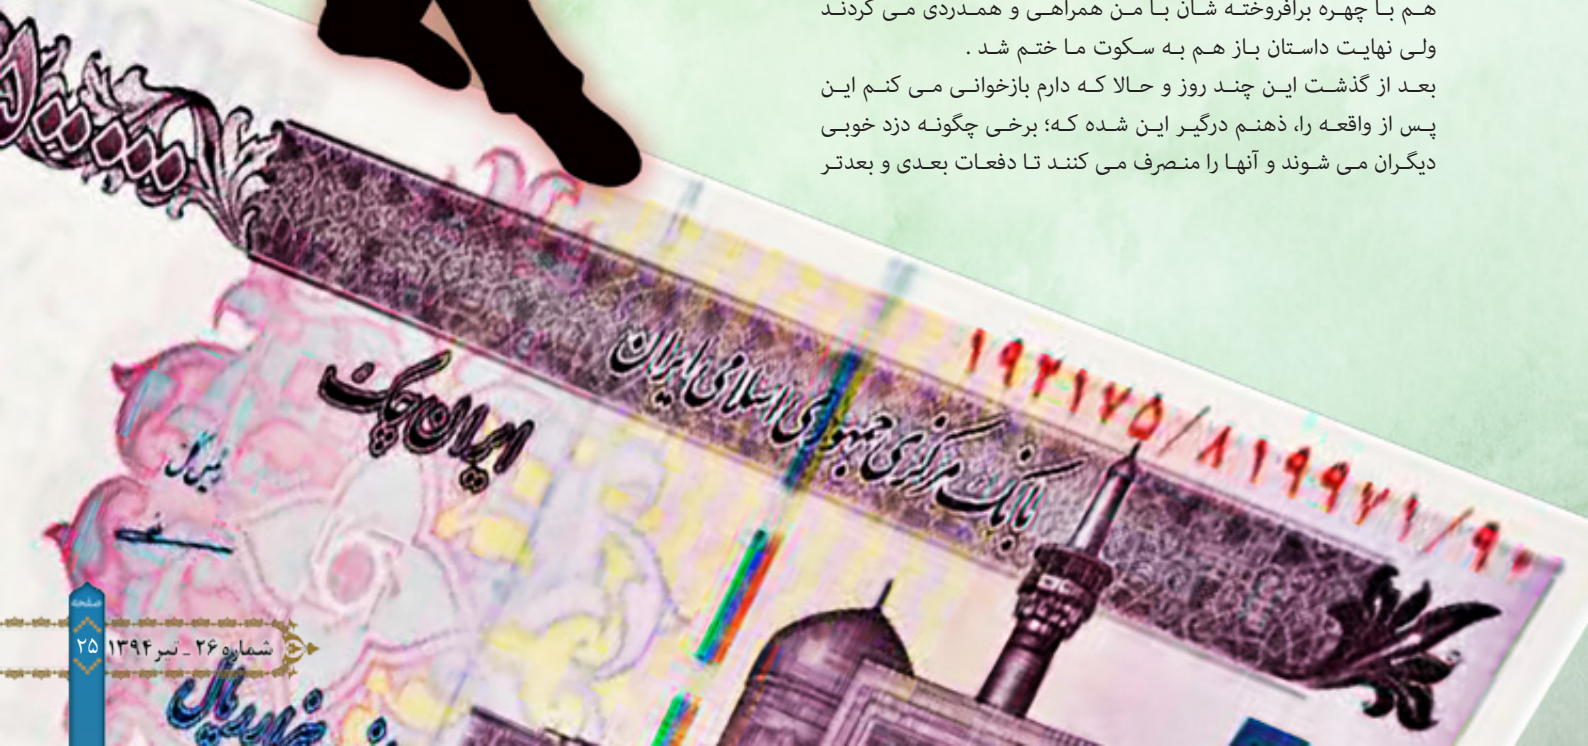 هم با چهره برافروخته شان با من همراهی و همدردی می کردند
ولی نهایت داستان باز هم به سکوت ما ختم شد .
بعد از گذشت این چند روز و حالا که دارم بازخوانی می کنم این
پس از واقعه را، ذهنم درگیر این شده که؛ برخی چگونه دزد خوبی
دیگران می شوند و آنها را منصرف می کنند تا دفعات بعدی و بعدتر
۱۹۲۱۷۵/۸۱۹۹۷۱/۹۰
بانک مرکزی جمهوری اسلامی ایران
ایران چک
ریال
صفحه
۲۵
شماره ۲۶ - تیر ۱۳۹۴